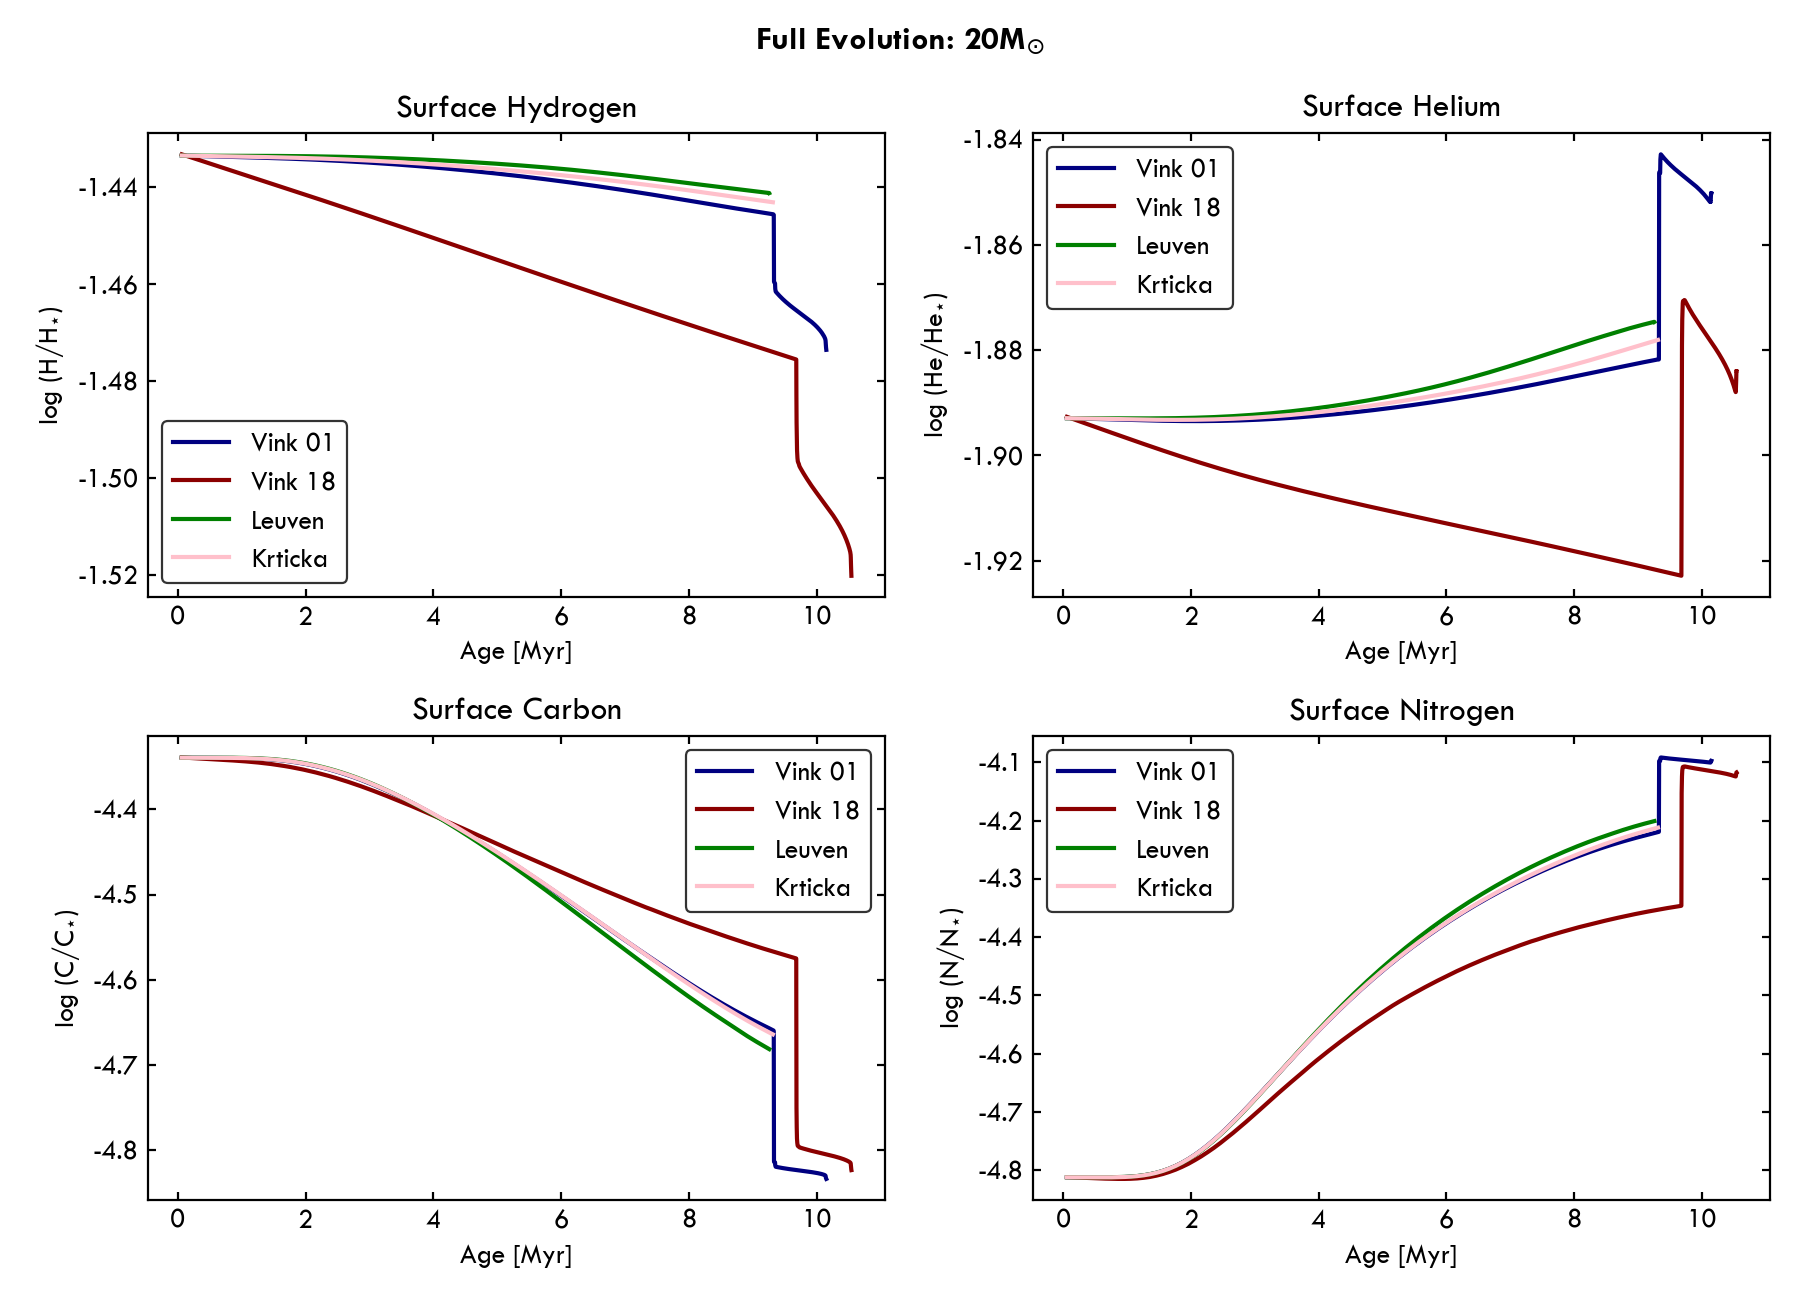 Full Evolution: 20M☉
Surface Hydrogen
-1.44
-1.46
-1.48
-1.50
-1.52
log (H/H⋆)
Vink 01
Vink 18
Leuven
Krticka
0 2 4 6 8 10
Age [Myr]
Surface Helium
-1.84
-1.86
-1.88
-1.90
-1.92
log (He/He⋆)
Vink 01
Vink 18
Leuven
Krticka
0 2 4 6 8 10
Age [Myr]
Surface Carbon
-4.4
-4.5
-4.6
-4.7
-4.8
log (C/C⋆)
Vink 01
Vink 18
Leuven
Krticka
0 2 4 6 8 10
Age [Myr]
Surface Nitrogen
-4.1
-4.2
-4.3
-4.4
-4.5
-4.6
-4.7
-4.8
log (N/N⋆)
Vink 01
Vink 18
Leuven
Krticka
0 2 4 6 8 10
Age [Myr]